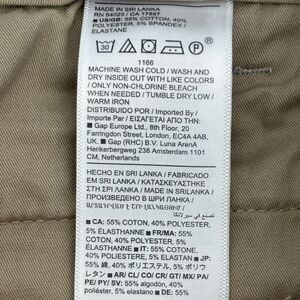 MADE IN SRI LANKA
RN 54023 / CA 17897
■ US/GB: 55% COTTON, 40%
POLYESTER, 5% SPANDEX /
ELASTANE
30
P
1166
MACHINE WASH COLD / WASH AND
DRY INSIDE OUT WITH LIKE COLORS
/ ONLY NON-CHLORINE BLEACH
WHEN NEEDED / TUMBLE DRY LOW /
WARM IRON
DISTRIBUIDO POR / Imported By /
Importe Par / ΕΙΣΑΓΕΤΑΙ ΑΠΟ ΤΗΝ:
■ Gap Europe Ltd., 8th Floor, 20
Farringdon Street, London, EC4A 4AB,
UK. ■ Gap (RHC) B.V. Luna ArenA
Herikerbergweg 238 Amsterdam 1101
CM, Netherlands
HECHO EN SRI LANKA / FABRICADO
EM SRI LANKA / ΚΑΤΑΣΚΕΥΑΣΤΗΚΕ
ΣΤΗ ΣΡΙ ΛΑΝΚΑ / MADE IN SRILANKA /
ПРОИЗВЕДЕНО В ШРИ ЛАНКА /
صنع في سيريلانكا
■ CA: 55% COTTON, 40% POLYESTER,
5% ÉLASTHANNE ■ FR/MA: 55%
COTON, 40% POLYESTER, 5%
ÉLASTHANNE ■ IT: 55% COTONE,
40% POLIESTERE, 5% ELASTAN ■ JP:
55% 綿, 40% ポリエステル, 5% ポリウ
レタン ■ AR/ CL/ CO/ CR/ GT/ MX/ PA/
PE/ PY/ SV: 55% algodón, 40%
poliéster, 5% elastano ■ DE: 55%